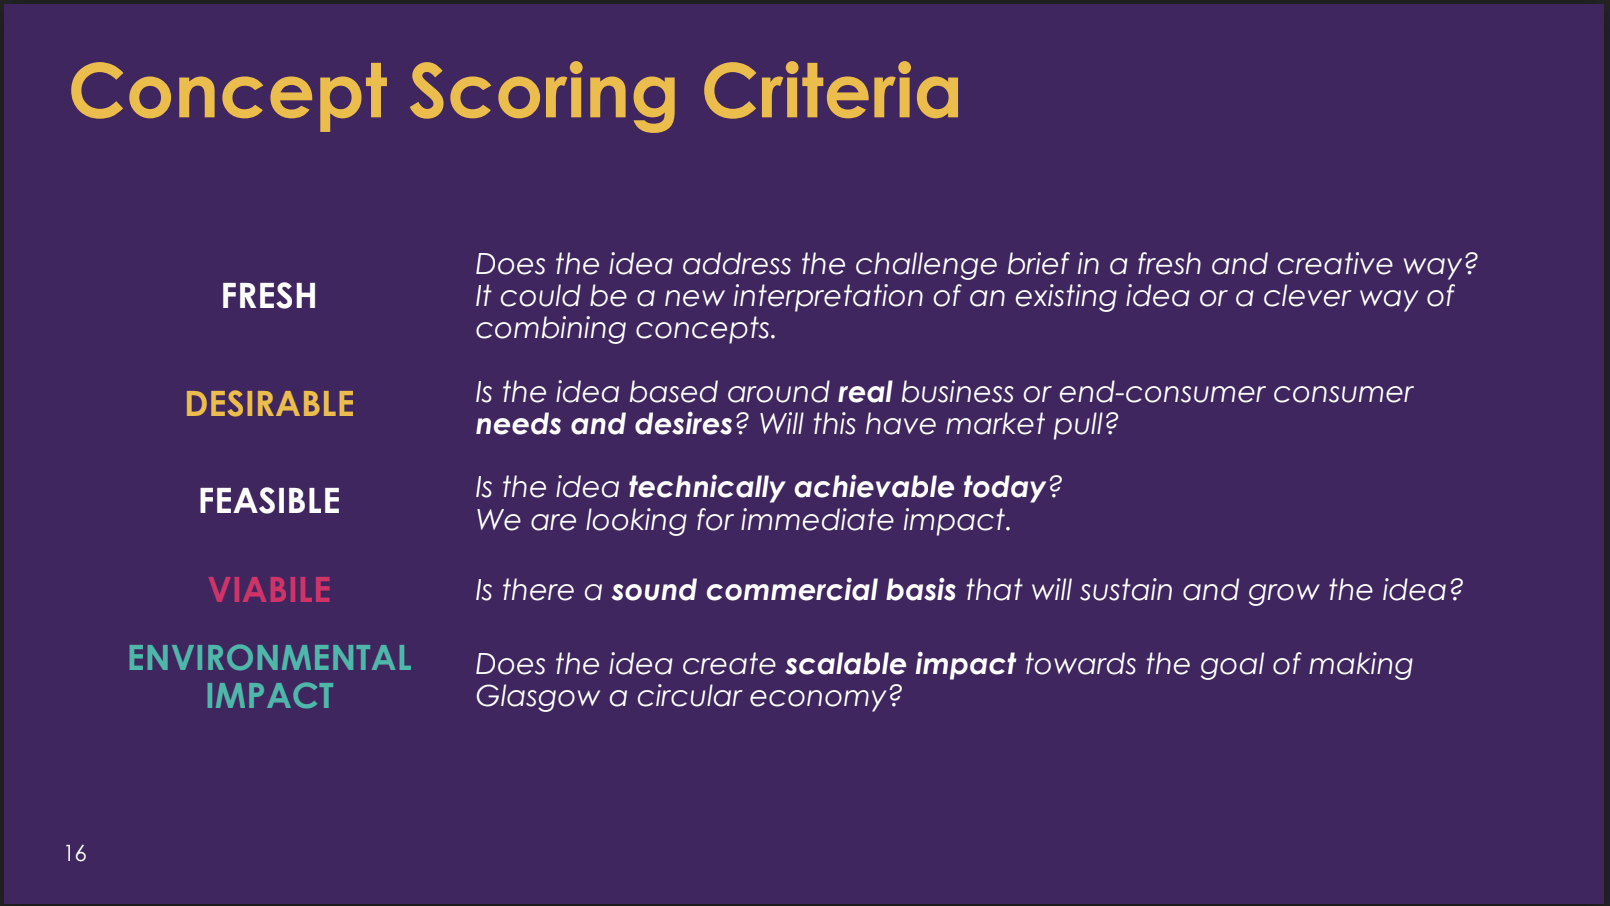 Concept Scoring Criteria
FRESH
Does the idea address the challenge brief in a fresh and creative way?
It could be a new interpretation of an existing idea or a clever way of
combining concepts.
DESIRABLE
Is the idea based around real business or end-consumer consumer
needs and desires? Will this have market pull?
FEASIBLE
Is the idea technically achievable today?
We are looking for immediate impact.
VIABILE
Is there a sound commercial basis that will sustain and grow the idea?
ENVIRONMENTAL
IMPACT
Does the idea create scalable impact towards the goal of making
Glasgow a circular economy?
16